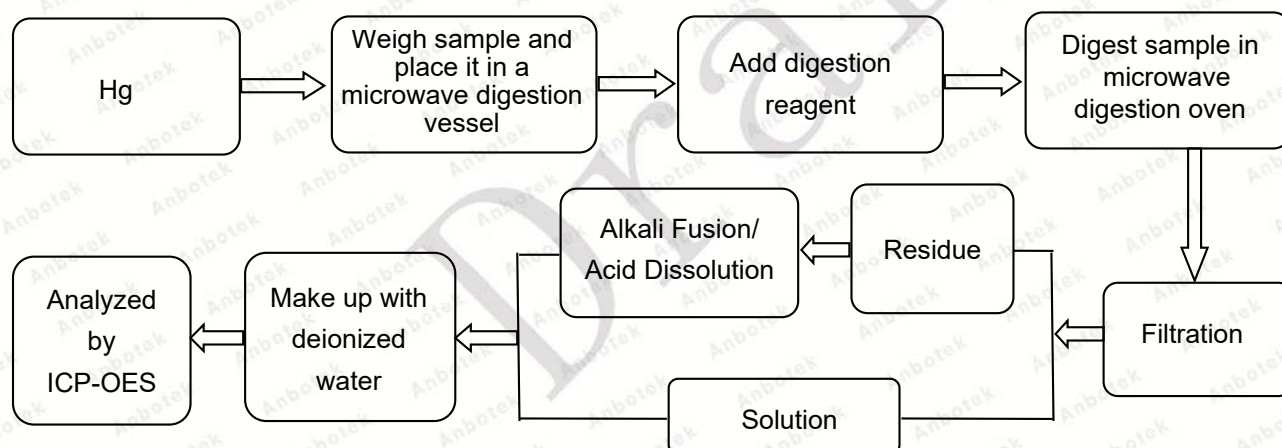 Hg
Weigh sample and
place it in a
microwave digestion
vessel
Add digestion
reagent
Digest sample in
microwave
digestion oven
Filtration
Residue
Alkali Fusion/
Acid Dissolution
Solution
Make up with
deionized
water
Analyzed
by
ICP-OES
Anbotek